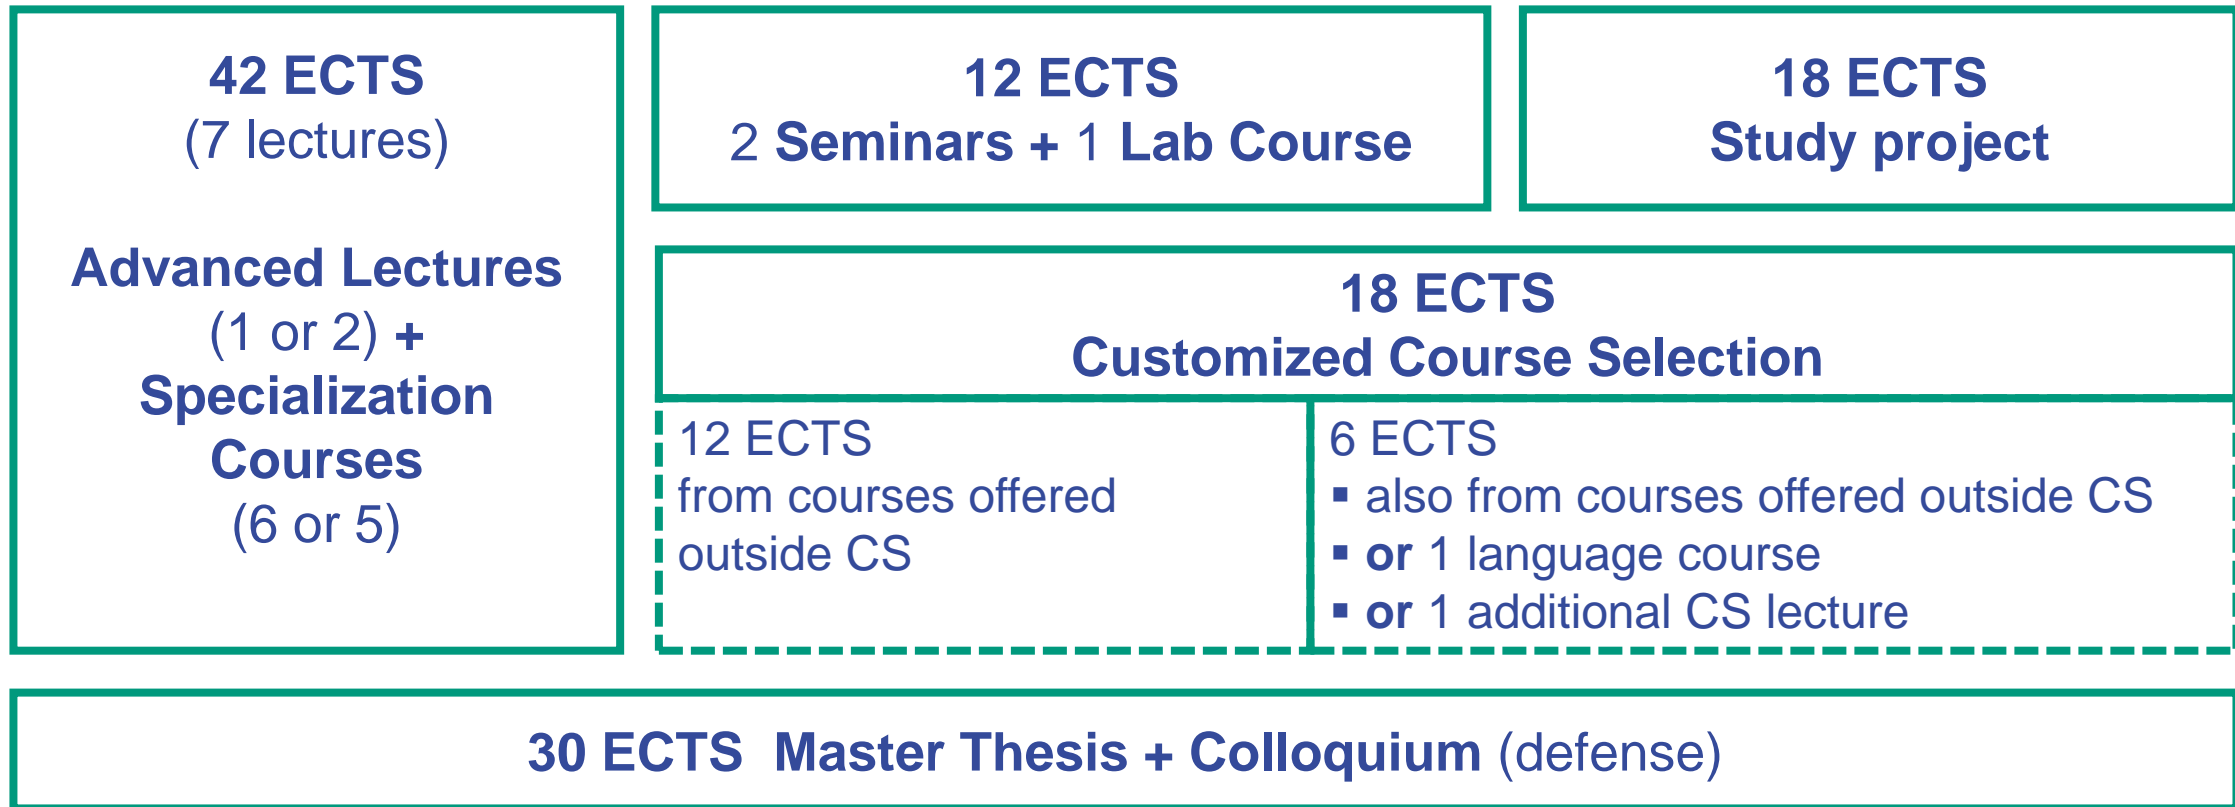 42 ECTS
(7 lectures)
Advanced Lectures
(1 or 2) +
Specialization
Courses
(6 or 5)
12 ECTS
2 Seminars + 1 Lab Course
18 ECTS
Study project
18 ECTS
Customized Course Selection
12 ECTS
from courses offered
outside CS
6 ECTS
▪ also from courses offered outside CS
▪ or 1 language course
▪ or 1 additional CS lecture
30 ECTS Master Thesis + Colloquium (defense)